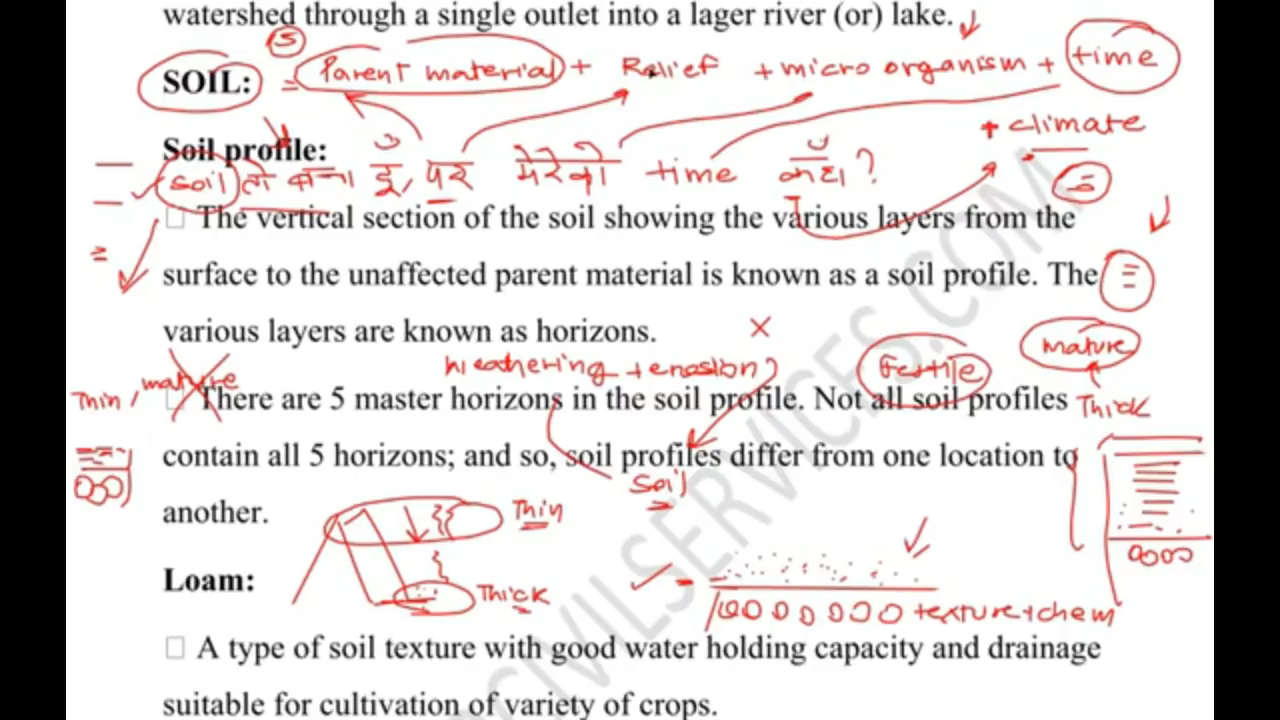 watershed through a single outlet into a lager river (or) lake.
5
SOIL: = Parent material + Relief + micro organism + time
+ climate
Soil profile:
soil time ?
The vertical section of the soil showing the various layers from the
surface to the unaffected parent material is known as a soil profile. The
various layers are known as horizons.
mature
weathering + erosion
Fertile
Thin / mature
There are 5 master horizons in the soil profile. Not all soil profiles
Thick
contain all 5 horizons; and so, soil profiles differ from one location to
soil
another.
Thin
Loam:
Thick
texture + chem
A type of soil texture with good water holding capacity and drainage
suitable for cultivation of variety of crops.
CIVILSERVICES.COM